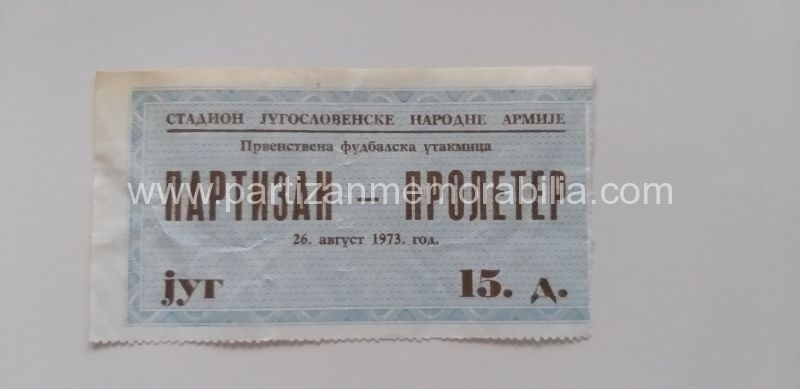 СТАДИОН ЈУГОСЛОВЕНСКЕ НАРОДНЕ АРМИЈЕ
Првенствена фудбалска утакмица
ПАРТИЗАН — ПРОЛЕТЕР
www.partizanmemorabilia.com
26. август 1973. год.
југ 15. д.